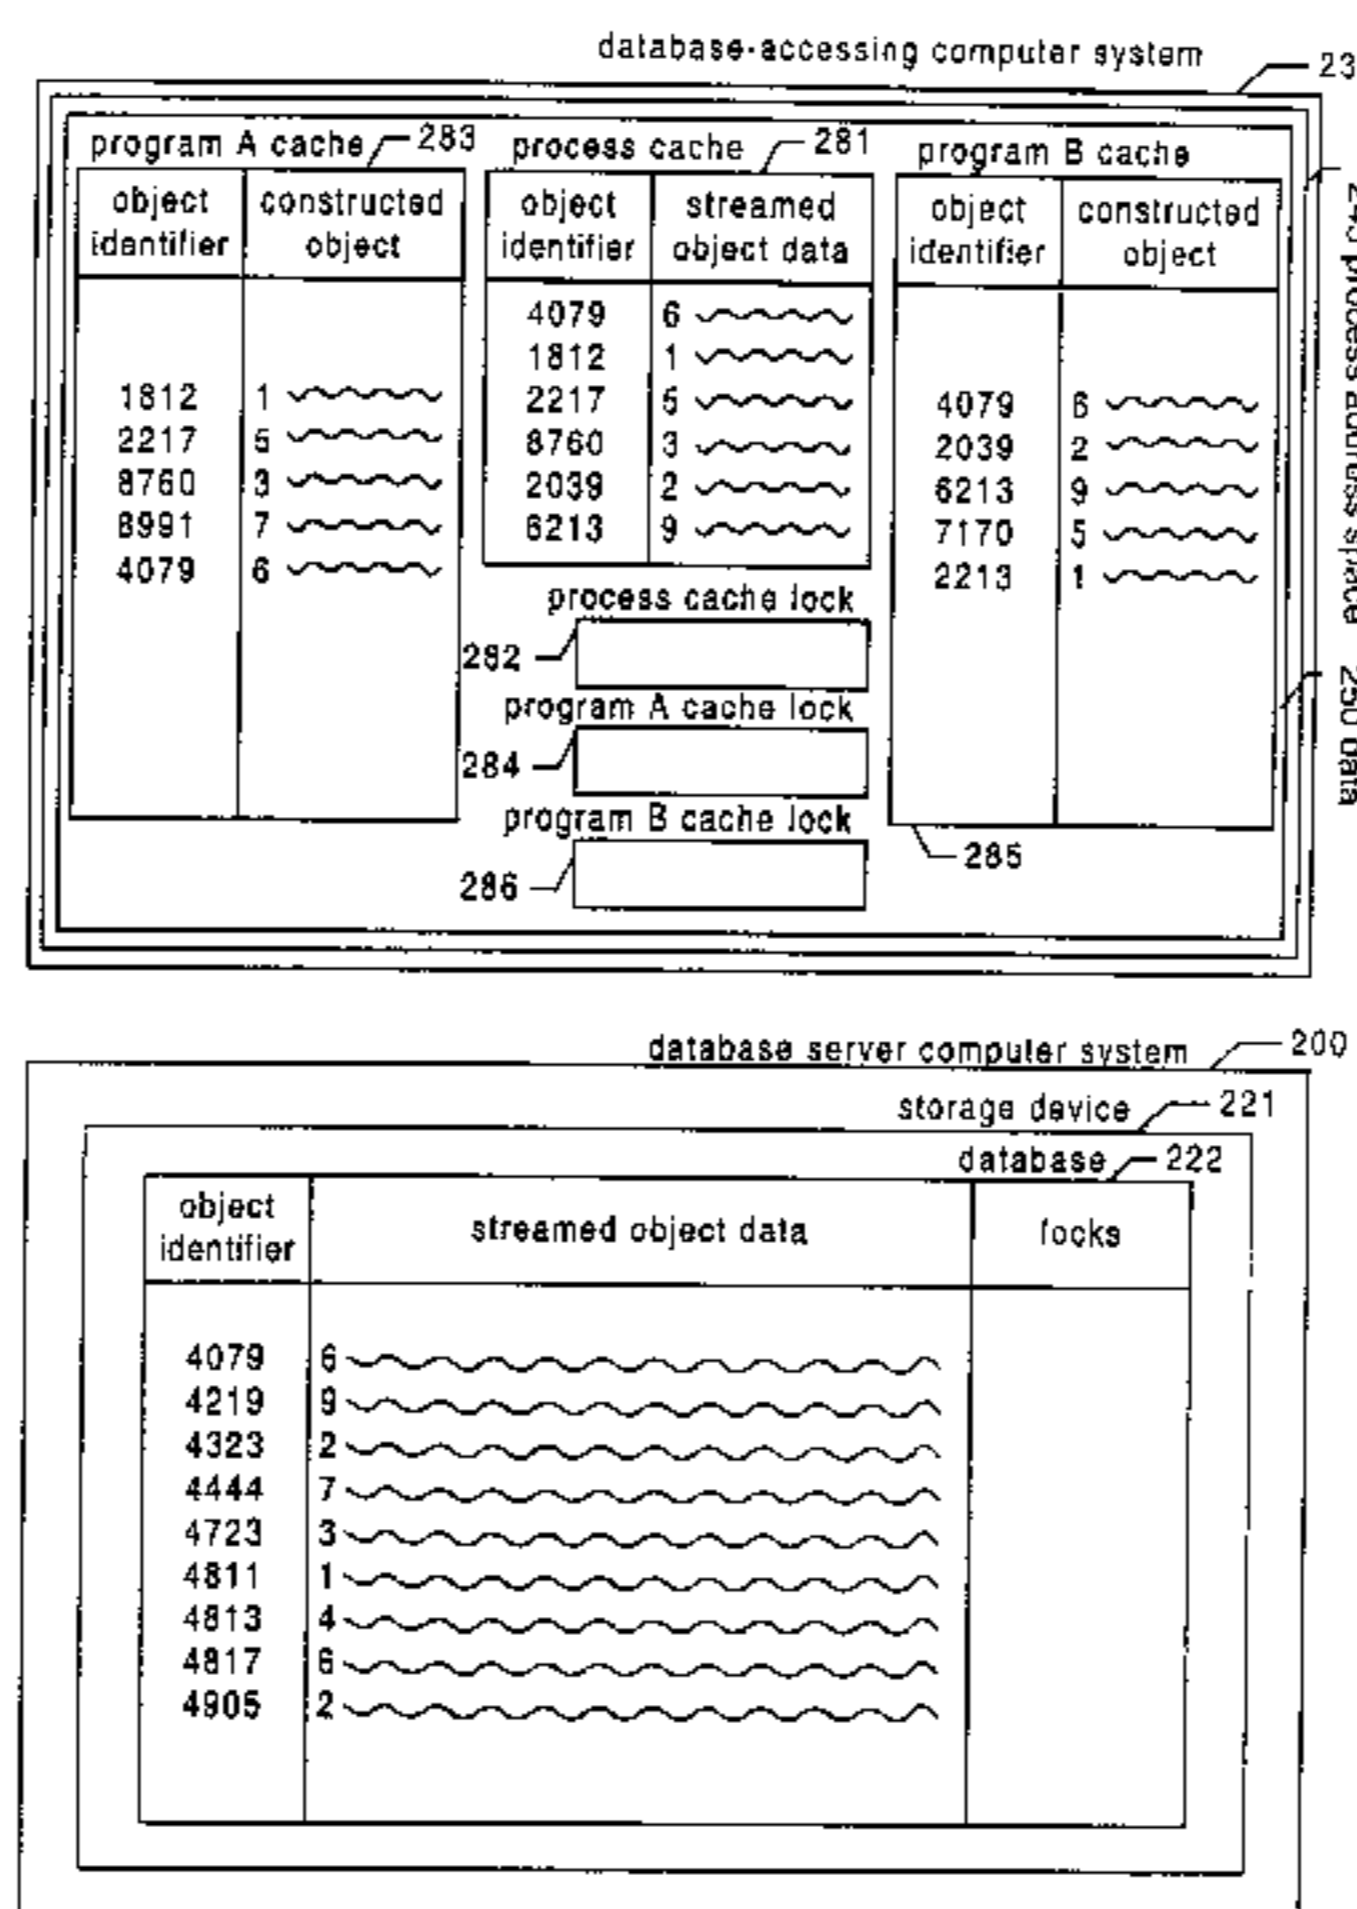 database-accessing computer system
23
program A cache 283
process cache 281
program B cache
object identifier
constructed object
object identifier
streamed object data
object identifier
constructed object
1812 1
2217 5
8760 3
8991 7
4079 6
4079 6
1812 1
2217 5
8760 3
2039 2
6213 9
4079 6
2039 2
6213 9
7170 5
2213 1
process cache lock
282
program A cache lock
284
program B cache lock
286
285
process address space
250 data
database server computer system 200
storage device 221
database 222
object identifier
streamed object data
locks
4079 6
4219 9
4323 2
4444 7
4723 3
4811 1
4813 4
4817 6
4905 2